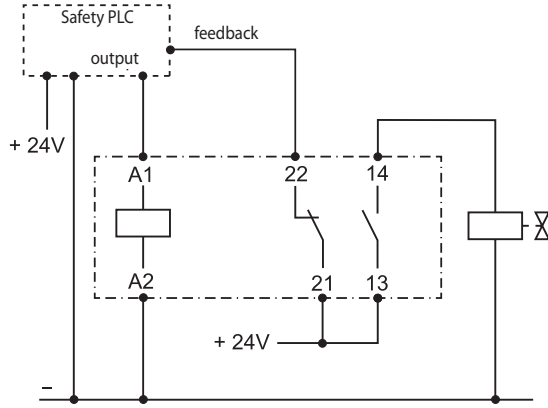 Safety PLC
feedback
output
+ 24V
A1
22
14
A2
21
13
+ 24V
–